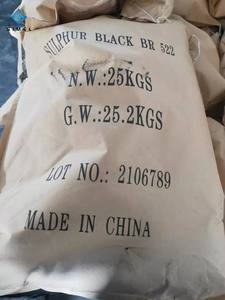 SULPHUR BLACK BR 522
N.W.:25KGS
G.W.:25.2KGS
LOT NO.: 2106789
MADE IN CHINA